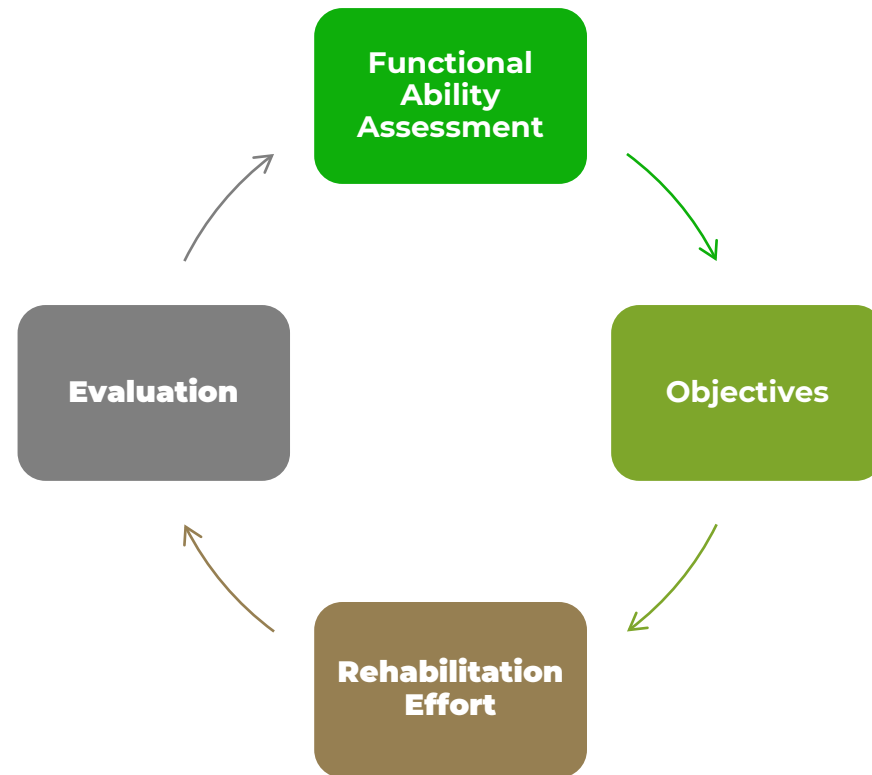 Functional
Ability
Assessment
Evaluation
Objectives
Rehabilitation
Effort